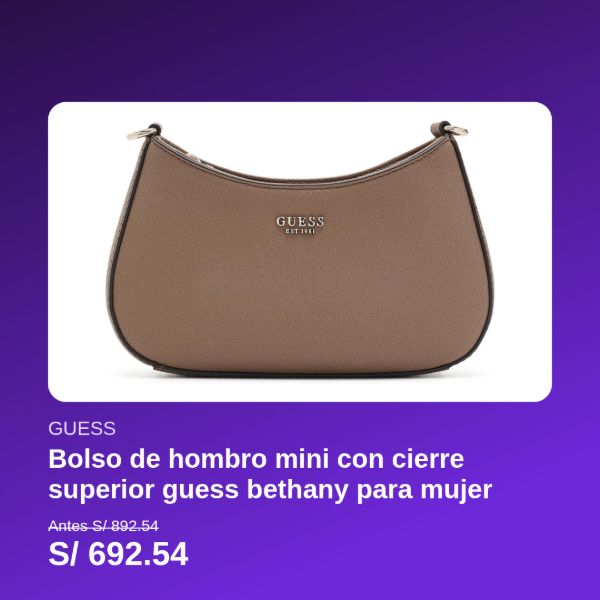 GUESS
EST 1981
GUESS
Bolso de hombro mini con cierre
superior guess bethany para mujer
Antes S/ 892.54
S/ 692.54